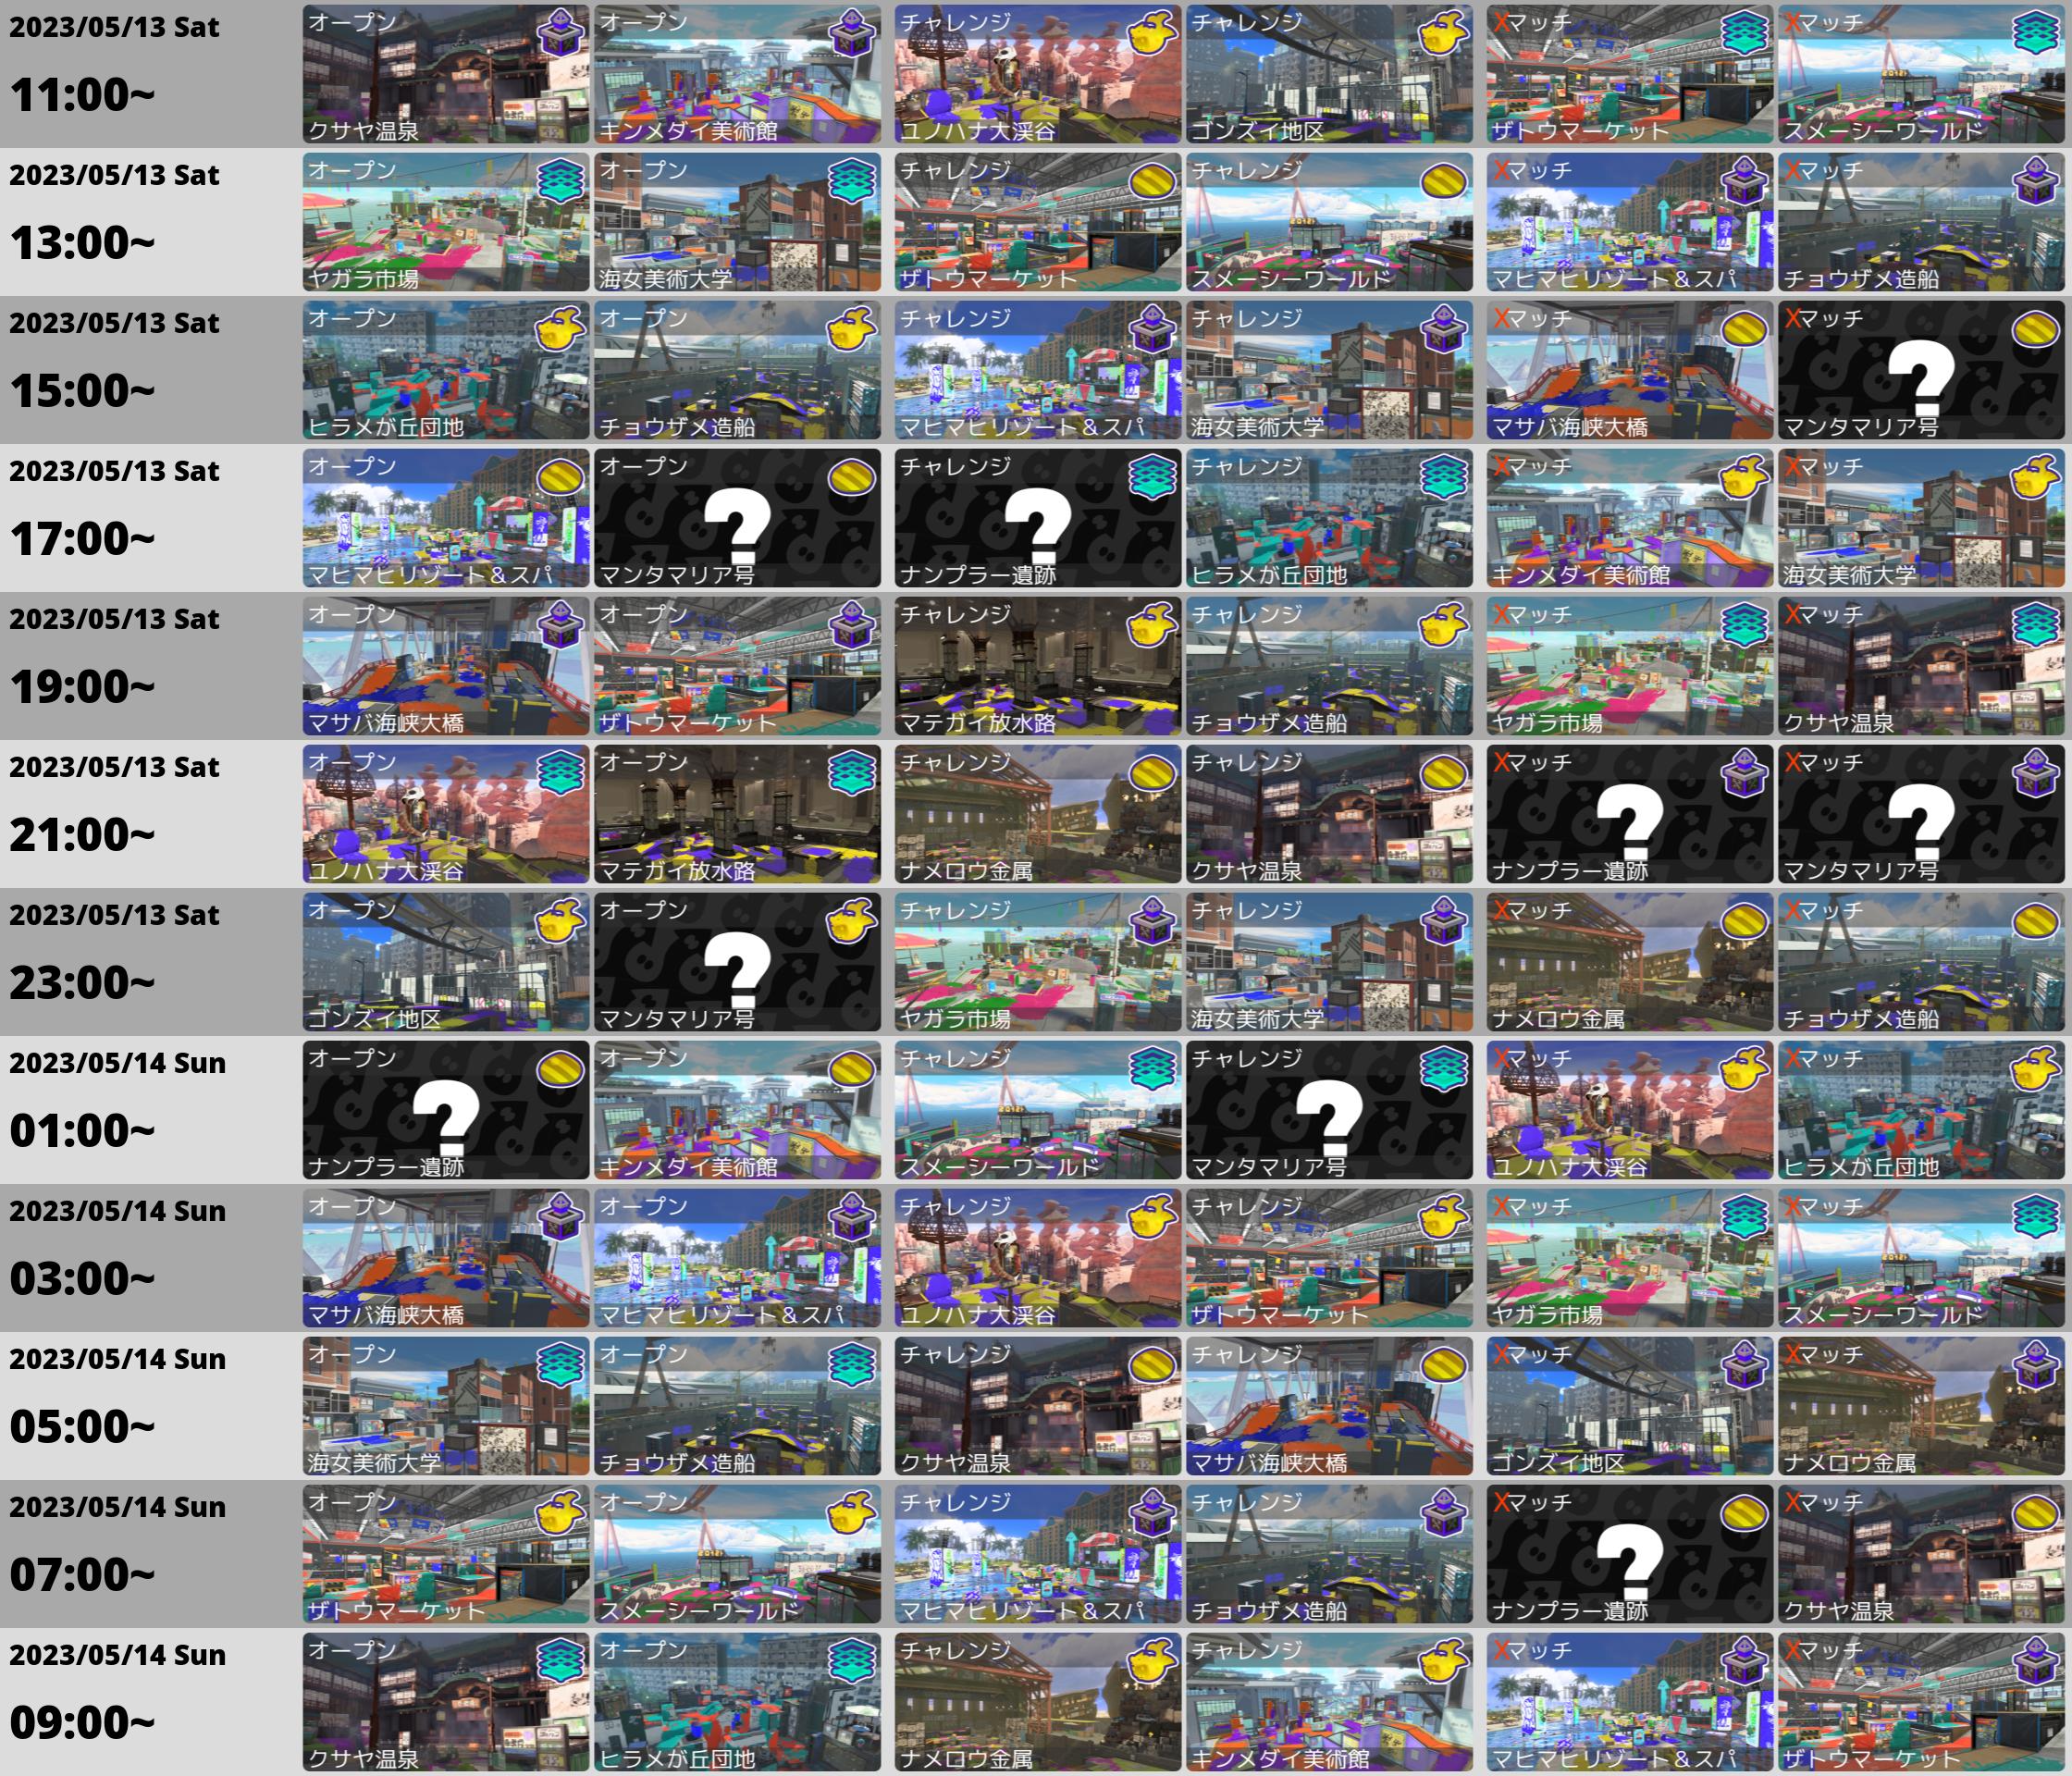 2023/05/13 Sat
11:00~
オープン オープン チャレンジ チャレンジ Xマッチ Xマッチ
クサヤ温泉 キンメダイ美術館 ユノハナ大渓谷 ゴンズイ地区 ザトウマーケット スメーシーワールド
2023/05/13 Sat
13:00~
オープン オープン チャレンジ チャレンジ Xマッチ Xマッチ
ヤガラ市場 海女美術大学 ザトウマーケット スメーシーワールド マヒマヒリゾート＆スパ チョウザメ造船
2023/05/13 Sat
15:00~
オープン オープン チャレンジ チャレンジ Xマッチ Xマッチ
ヒラメが丘団地 チョウザメ造船 マヒマヒリゾート＆スパ 海女美術大学 マサバ海峡大橋 マンタマリア号
?
2023/05/13 Sat
17:00~
オープン オープン チャレンジ チャレンジ Xマッチ Xマッチ
? ?
マヒマヒリゾート＆スパ マンタマリア号 ナンプラー遺跡 ヒラメが丘団地 キンメダイ美術館 海女美術大学
2023/05/13 Sat
19:00~
オープン オープン チャレンジ チャレンジ Xマッチ Xマッチ
マサバ海峡大橋 ザトウマーケット マテガイ放水路 チョウザメ造船 ヤガラ市場 クサヤ温泉
2023/05/13 Sat
21:00~
オープン オープン チャレンジ チャレンジ Xマッチ Xマッチ
? ?
ユノハナ大渓谷 マテガイ放水路 ナメロウ金属 クサヤ温泉 ナンプラー遺跡 マンタマリア号
2023/05/13 Sat
23:00~
オープン オープン チャレンジ チャレンジ Xマッチ Xマッチ
?
ゴンズイ地区 マンタマリア号 ヤガラ市場 海女美術大学 ナメロウ金属 チョウザメ造船
2023/05/14 Sun
01:00~
オープン オープン チャレンジ チャレンジ Xマッチ Xマッチ
? ?
ナンプラー遺跡 キンメダイ美術館 スメーシーワールド マンタマリア号 ユノハナ大渓谷 ヒラメが丘団地
2023/05/14 Sun
03:00~
オープン オープン チャレンジ チャレンジ Xマッチ Xマッチ
マサバ海峡大橋 マヒマヒリゾート＆スパ ユノハナ大渓谷 ザトウマーケット ヤガラ市場 スメーシーワールド
2023/05/14 Sun
05:00~
オープン オープン チャレンジ チャレンジ Xマッチ Xマッチ
海女美術大学 チョウザメ造船 クサヤ温泉 マサバ海峡大橋 ゴンズイ地区 ナメロウ金属
2023/05/14 Sun
07:00~
オープン オープン チャレンジ チャレンジ Xマッチ Xマッチ
?
ザトウマーケット スメーシーワールド マヒマヒリゾート＆スパ チョウザメ造船 ナンプラー遺跡 クサヤ温泉
2023/05/14 Sun
09:00~
オープン オープン チャレンジ チャレンジ Xマッチ Xマッチ
クサヤ温泉 ヒラメが丘団地 ナメロウ金属 キンメダイ美術館 マヒマヒリゾート＆スパ ザトウマーケット